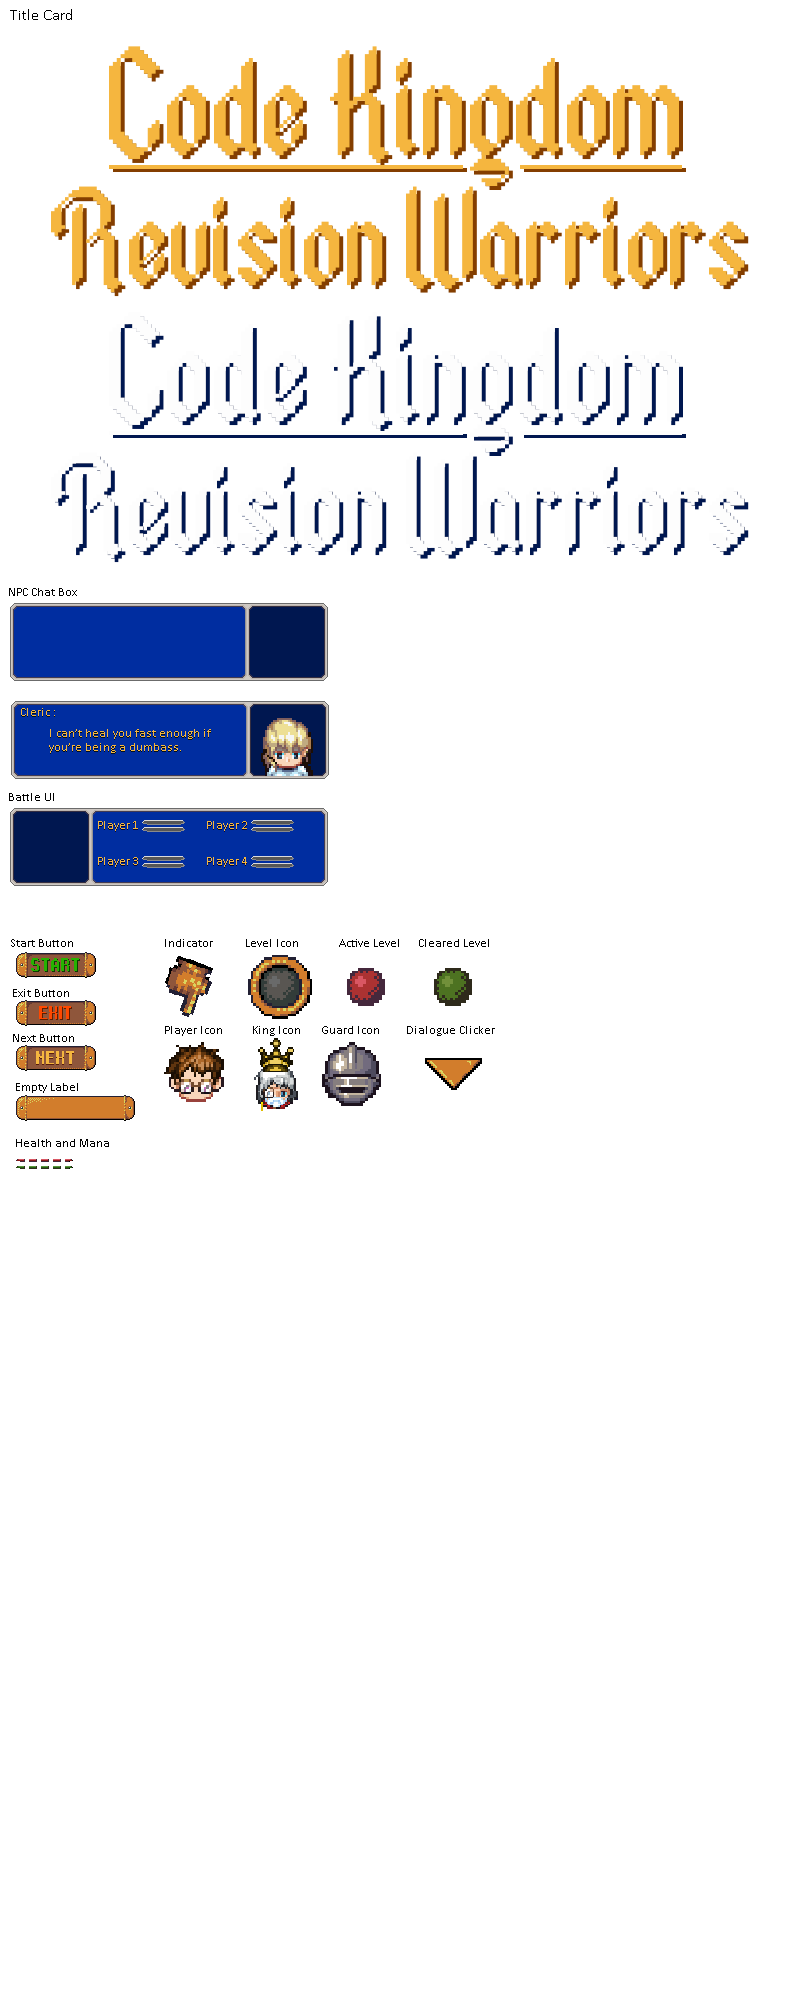 Title Card
Code Kingdom
Revision Warriors
Code Kingdom
Revision Warriors
NPC Chat Box
Cleric :
I can't heal you fast enough if
you're being a dumbass.
Battle UI
Player 1 Player 2
Player 3 Player 4
Start Button Indicator Level Icon Active Level Cleared Level
START
Exit Button
EXIT
Next Button Player Icon King Icon Guard Icon Dialogue Clicker
NEXT
Empty Label
Health and Mana